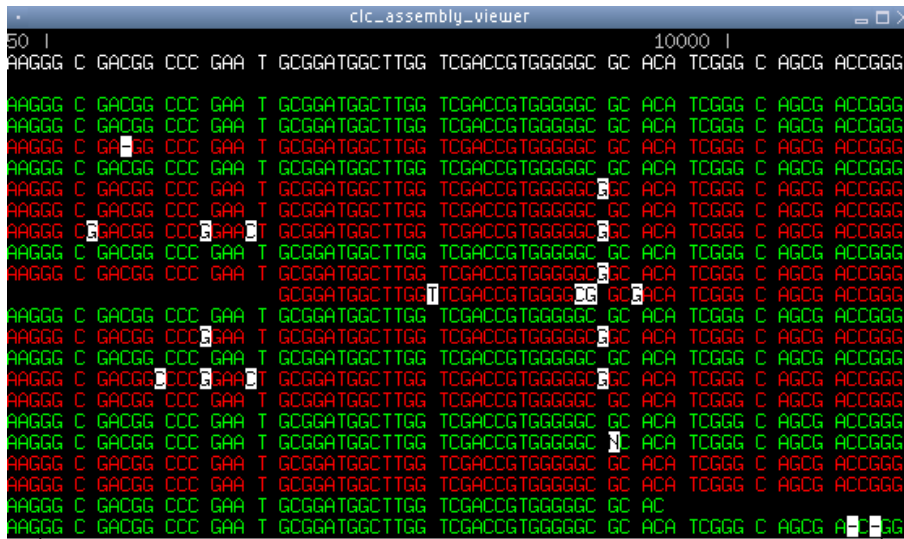 clc_assembly_viewer
50 | 10000 |
AAGGG C GACGG CCC GAA T GCGGATGGCTTGG TCGACCGTGGGGGC GC ACA TCGGG C AGCG ACCGGG
AAGGG C GACGG CCC GAA T GCGGATGGCTTGG TCGACCGTGGGGGC GC ACA TCGGG C AGCG ACCGGG
AAGGG C GACGG CCC GAA T GCGGATGGCTTGG TCGACCGTGGGGGC GC ACA TCGGG C AGCG ACCGGG
AAGGG C GA-GG CCC GAA T GCGGATGGCTTGG TCGACCGTGGGGGC GC ACA TCGGG C AGCG ACCGGG
AAGGG C GACGG CCC GAA T GCGGATGGCTTGG TCGACCGTGGGGGC GC ACA TCGGG C AGCG ACCGGG
AAGGG C GACGG CCC GAA T GCGGATGGCTTGG TCGACCGTGGGGGCGGC ACA TCGGG C AGCG ACCGGG
AAGGG C GACGG CCC GAA T GCGGATGGCTTGG TCGACCGTGGGGGC GC ACA TCGGG C AGCG ACCGGG
AAGGG CGGACGG CCCGGAACT GCGGATGGCTTGG TCGACCGTGGGGGCGGC ACA TCGGG C AGCG ACCGGG
AAGGG C GACGG CCC GAA T GCGGATGGCTTGG TCGACCGTGGGGGC GC ACA TCGGG C AGCG ACCGGG
AAGGG C GACGG CCC GAA T GCGGATGGCTTGG TCGACCGTGGGGGCGGC ACA TCGGG C AGCG ACCGGG
GCGGATGGCTTGGTTCGACCGTGGGGCG GCGACA TCGGG C AGCG ACCGGG
AAGGG C GACGG CCC GAA T GCGGATGGCTTGG TCGACCGTGGGGGC GC ACA TCGGG C AGCG ACCGGG
AAGGG C GACGG CCCGGAA T GCGGATGGCTTGG TCGACCGTGGGGGCGGC ACA TCGGG C AGCG ACCGGG
AAGGG C GACGG CCC GAA T GCGGATGGCTTGG TCGACCGTGGGGGC GC ACA TCGGG C AGCG ACCGGG
AAGGG C GACGGCCCCGGAACT GCGGATGGCTTGG TCGACCGTGGGGGCGGC ACA TCGGG C AGCG ACCGGG
AAGGG C GACGG CCC GAA T GCGGATGGCTTGG TCGACCGTGGGGGC GC ACA TCGGG C AGCG ACCGGG
AAGGG C GACGG CCC GAA T GCGGATGGCTTGG TCGACCGTGGGGGC GC ACA TCGGG C AGCG ACCGGG
AAGGG C GACGG CCC GAA T GCGGATGGCTTGG TCGACCGTGGGGGC NC ACA TCGGG C AGCG ACCGGG
AAGGG C GACGG CCC GAA T GCGGATGGCTTGG TCGACCGTGGGGGC GC ACA TCGGG C AGCG ACCGGG
AAGGG C GACGG CCC GAA T GCGGATGGCTTGG TCGACCGTGGGGGC GC ACA TCGGG C AGCG ACCGGG
AAGGG C GACGG CCC GAA T GCGGATGGCTTGG TCGACCGTGGGGGC GC AC
AAGGG C GACGG CCC GAA T GCGGATGGCTTGG TCGACCGTGGGGGC GC ACA TCGGG C AGCG A-C-GG